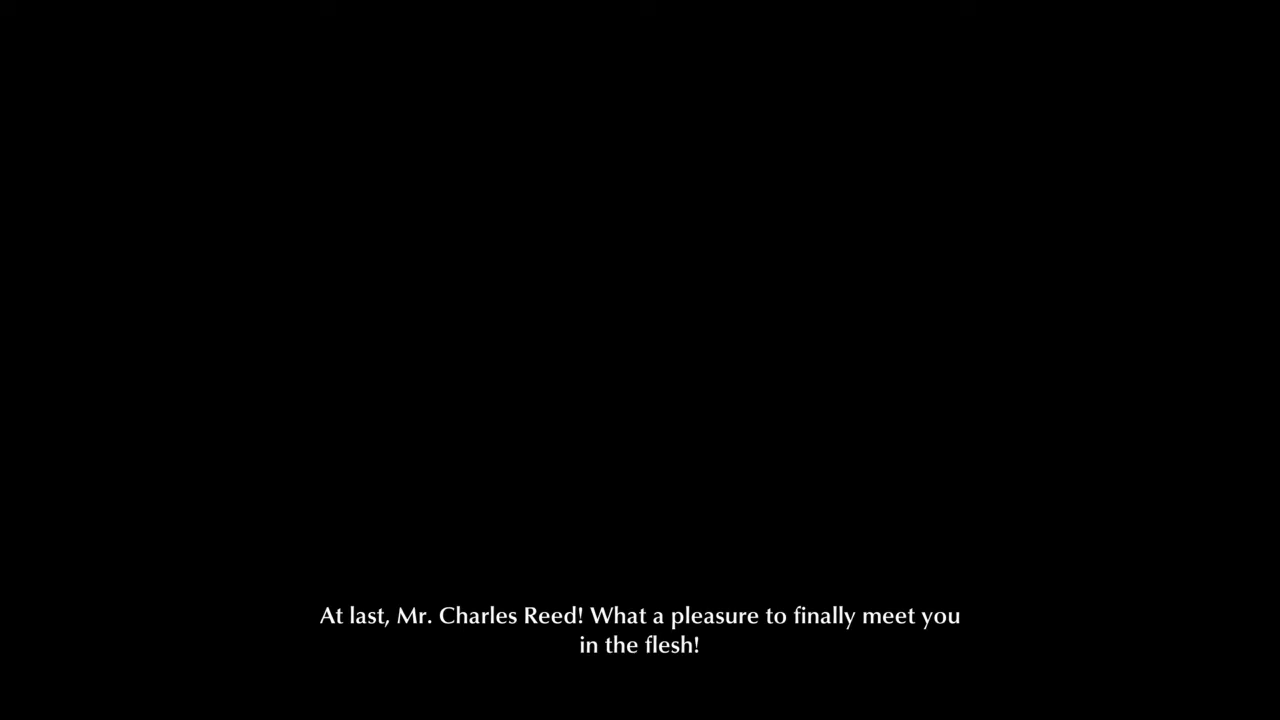 At last, Mr. Charles Reed! What a pleasure to finally meet you
in the flesh!